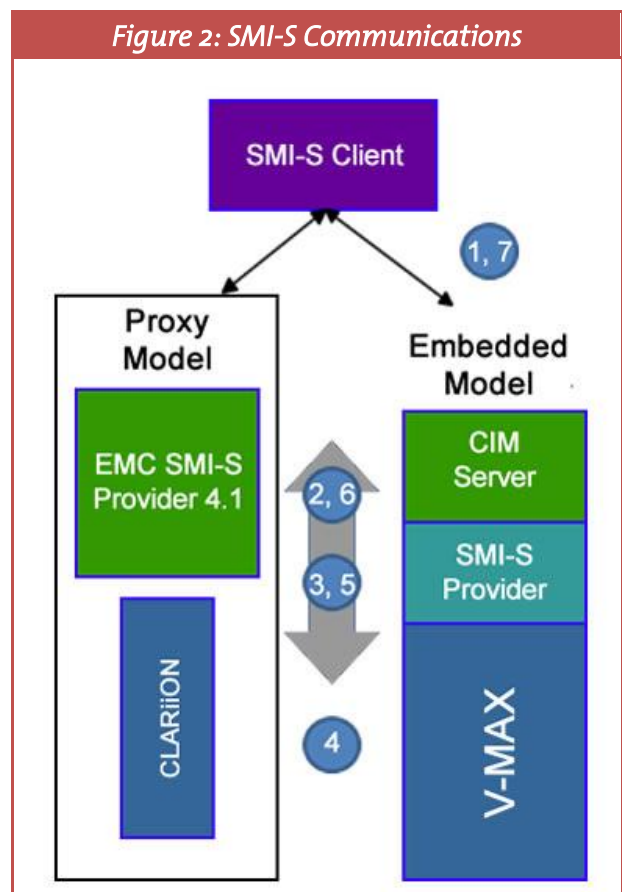 Figure 2: SMI-S Communications
SMI-S Client
1, 7
Proxy
Model
Embedded
Model
EMC SMI-S
Provider 4.1
CIM
Server
2, 6
SMI-S
Provider
3, 5
CLARiiON
4
V-MAX